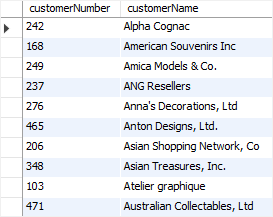 customerNumber customerName
242 Alpha Cognac
168 American Souvenirs Inc
249 Amica Models & Co.
237 ANG Resellers
276 Anna's Decorations, Ltd
465 Anton Designs, Ltd.
206 Asian Shopping Network, Co
348 Asian Treasures, Inc.
103 Atelier graphique
471 Australian Collectables, Ltd